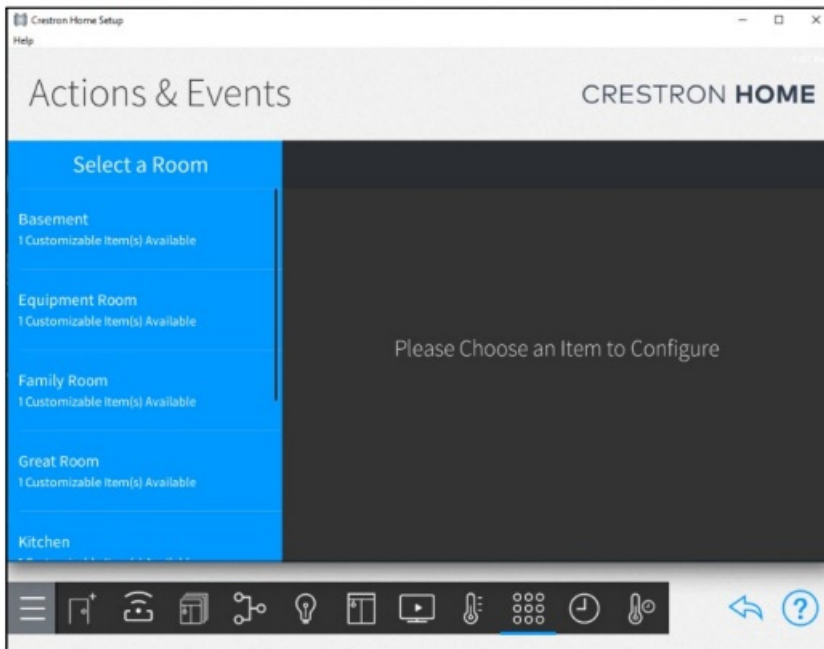 Crestron Home Setup
Help
Actions & Events
CRESTRON HOME
Select a Room
Basement
1 Customizable Item(s) Available
Equipment Room
1 Customizable Item(s) Available
Family Room
1 Customizable Item(s) Available
Great Room
1 Customizable Item(s) Available
Kitchen
Please Choose an Item to Configure